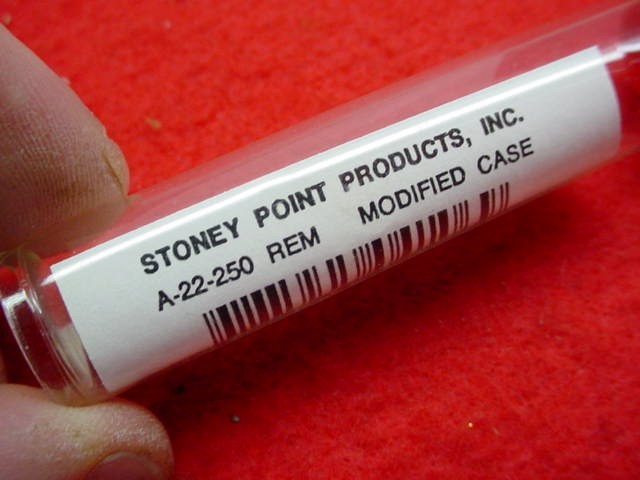 STONEY POINT PRODUCTS, INC.
A-22-250 REM MODIFIED CASE